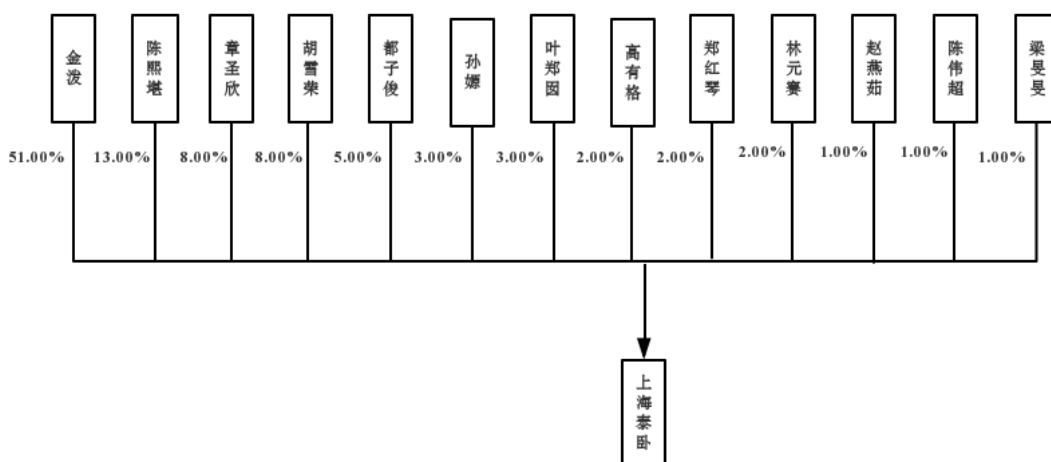 金泼
陈熙堪
章圣欣
胡雪荣
都子俊
孙嫄
叶郑囡
高有格
郑红琴
林元赛
赵燕茹
陈伟超
梁旻旻
51.00%
13.00%
8.00%
8.00%
5.00%
3.00%
3.00%
2.00%
2.00%
2.00%
1.00%
1.00%
1.00%
上海泰卧